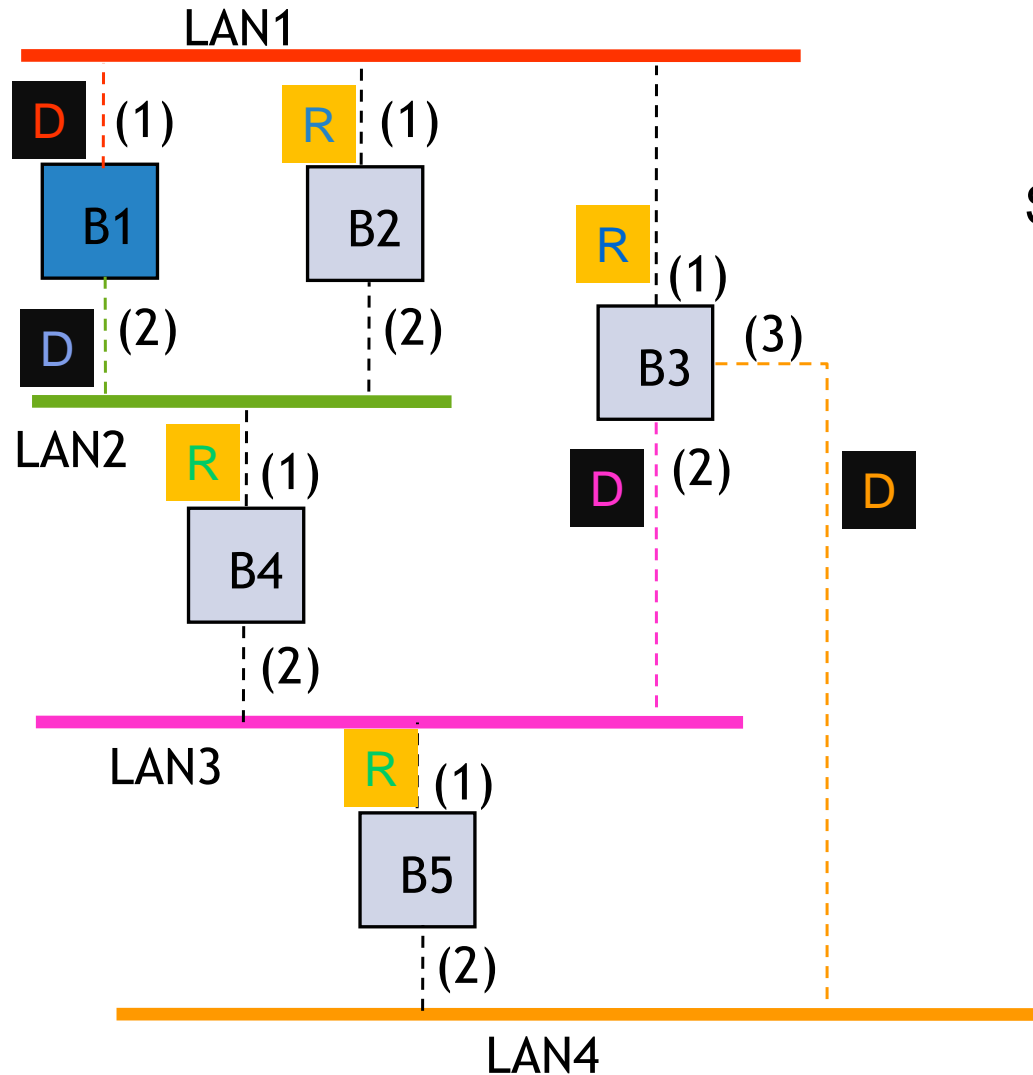 LAN1
D
(1)
R
(1)
B1
B2
R
(1)
D
(2)
(2)
(3)
B3
LAN2
R
(1)
D
(2)
D
B4
(2)
LAN3
R
(1)
B5
(2)
LAN4